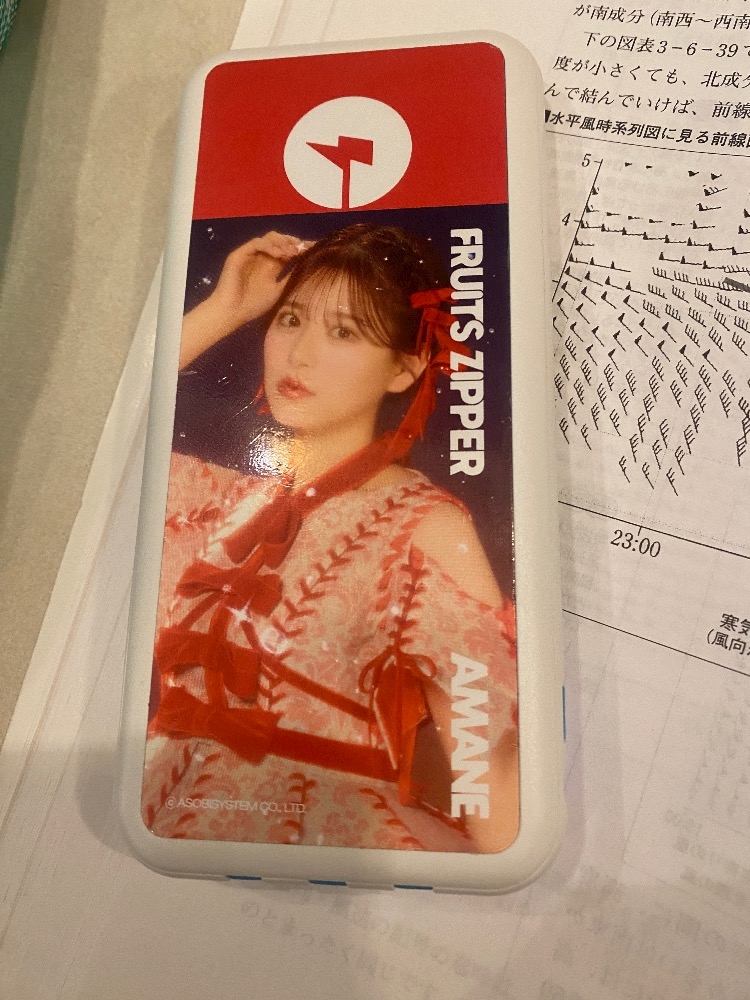 FRUITS ZIPPER
AMANE
©ASOBISYSTEM CO., LTD.
が南成分(南西～西南
下の図表3-6-39で
度が小さくても、北成分
んで結んでいけば、前線
水平風時系列図に見る前線
5
4
23:00
寒気
(風向